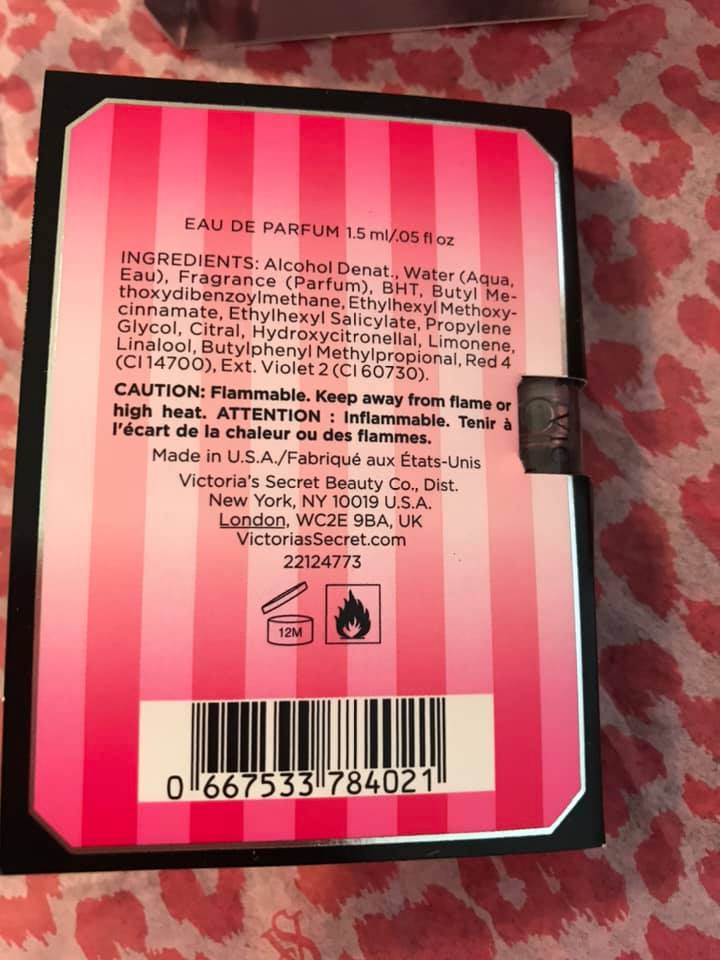 EAU DE PARFUM 1.5 ml/.05 fl oz
INGREDIENTS: Alcohol Denat., Water (Aqua,
Eau), Fragrance (Parfum), BHT, Butyl Me-
thoxydibenzoylmethane, Ethylhexyl Methoxy-
cinnamate, Ethylhexyl Salicylate, Propylene
Glycol, Citral, Hydroxycitronellal, Limonene,
Linalool, Butylphenyl Methylpropional, Red 4
(CI 14700), Ext. Violet 2 (CI 60730).
CAUTION: Flammable. Keep away from flame or
high heat. ATTENTION : Inflammable. Tenir à
l'écart de la chaleur ou des flammes.
Made in U.S.A./Fabriqué aux États-Unis
Victoria's Secret Beauty Co., Dist.
New York, NY 10019 U.S.A.
London, WC2E 9BA, UK
VictoriasSecret.com
22124773
12M
0 667533 784021